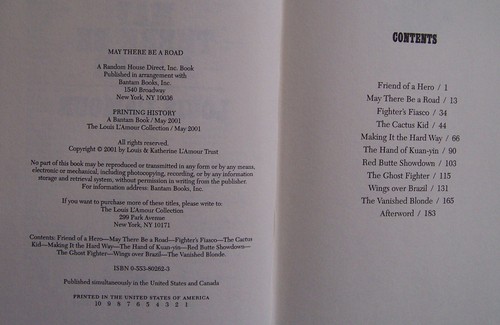 MAY THERE BE A ROAD
A Random House Direct, Inc. Book
Published in arrangement with
Bantam Books, Inc.
1540 Broadway
New York, NY 10036
PRINTING HISTORY
A Bantam Book / May 2001
The Louis L'Amour Collection / May 2001
All rights reserved.
Copyright © 2001 by Louis & Katherine L'Amour Trust
No part of this book may be reproduced or transmitted in any form or by any means,
electronic or mechanical, including photocopying, recording, or by any information
storage and retrieval system, without permission in writing from the publisher.
For information address: Bantam Books, Inc.
If you want to purchase more of these titles, please write to:
The Louis L'Amour Collection
299 Park Avenue
New York, NY 10171
Contents: Friend of a Hero—May There Be a Road—Fighter's Fiasco—The Cactus
Kid—Making It the Hard Way—The Hand of Kuan-yin—Red Butte Showdown—
The Ghost Fighter—Wings over Brazil—The Vanished Blonde.
ISBN 0-553-80262-3
Published simultaneously in the United States and Canada
PRINTED IN THE UNITED STATES OF AMERICA
10 9 8 7 6 5 4 3 2 1
CONTENTS
Friend of a Hero / 1
May There Be a Road / 13
Fighter's Fiasco / 34
The Cactus Kid / 44
Making It the Hard Way / 66
The Hand of Kuan-yin / 90
Red Butte Showdown / 103
The Ghost Fighter / 115
Wings over Brazil / 131
The Vanished Blonde / 165
Afterword / 183